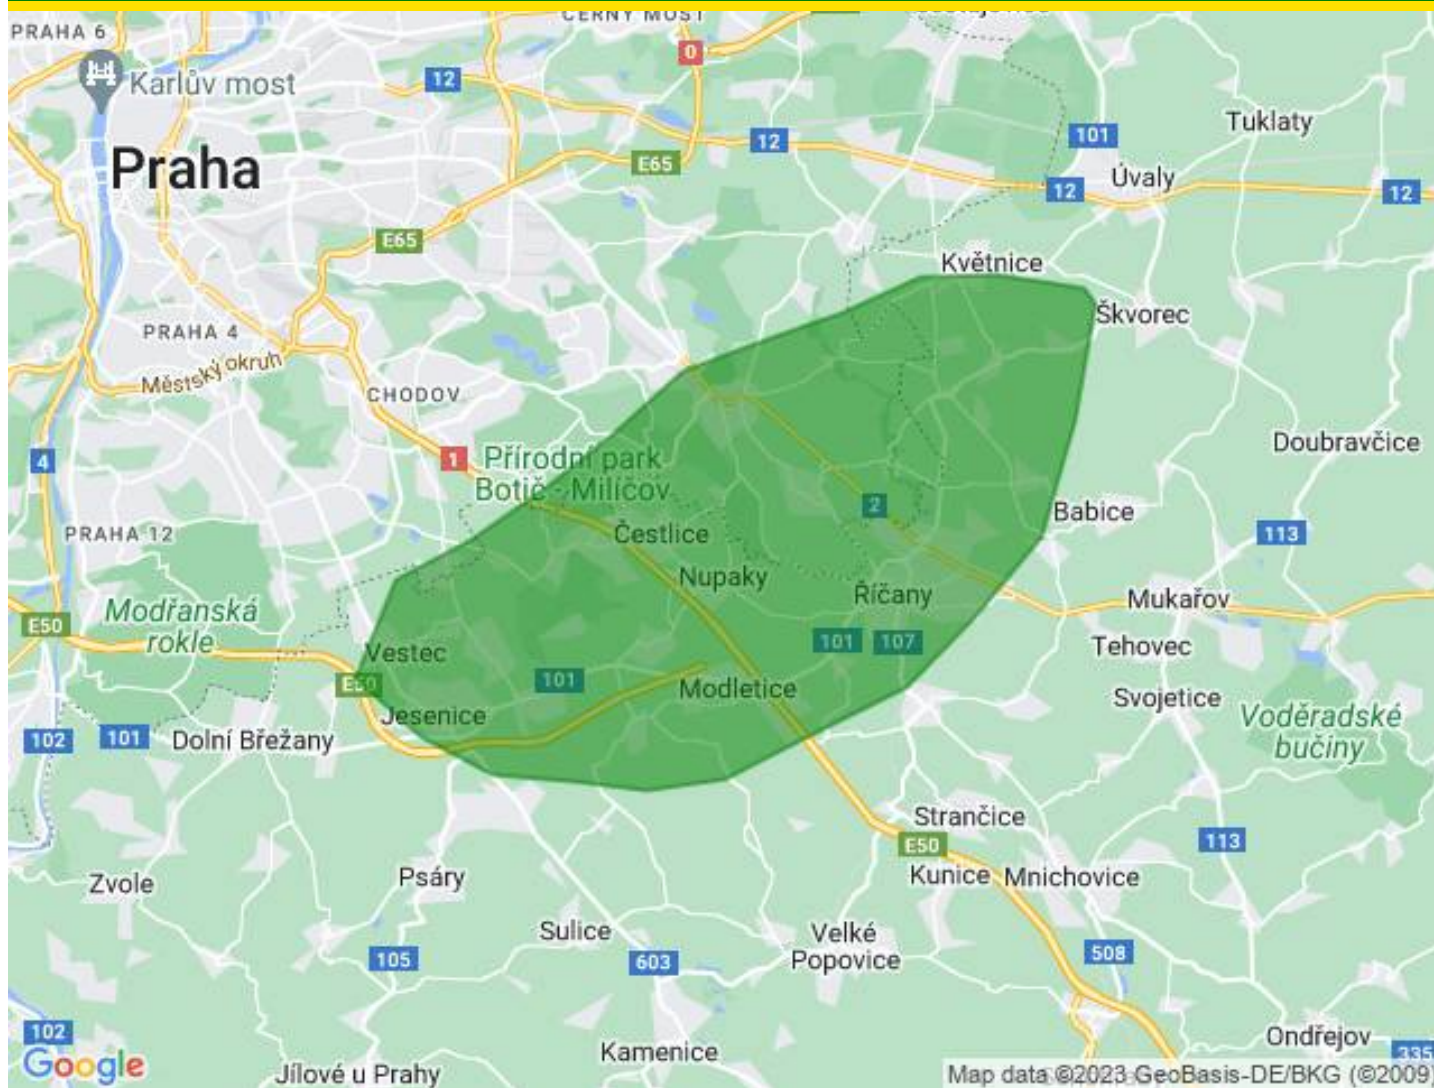 ČERNÝ MOST
PRAHA 6
0
Karlův most
12
Tuklaty
101
12
Praha
E65
Úvaly
12
12
E65
Květnice
Škvorec
PRAHA 4
Městský okruh
CHODOV
Doubravčice
4
1
Přírodní park
Botič - Milíčov
2
Babice
PRAHA 12
Čestlice
113
Nupaky
Říčany
Mukařov
Modřanská
rokle
E50
101
107
Tehovec
Vestec
E50
101
Modletice
Svojetice
Jesenice
Voděradské
bučiny
102
101
Dolní Břežany
Strančice
E50
113
Zvole
Psáry
Kunice
Mnichovice
Sulice
Velké
Popovice
105
603
508
102
Ondřejov
Google
Kamenice
335
Jílové u Prahy
Map data ©2023 GeoBasis-DE/BKG (©2009)